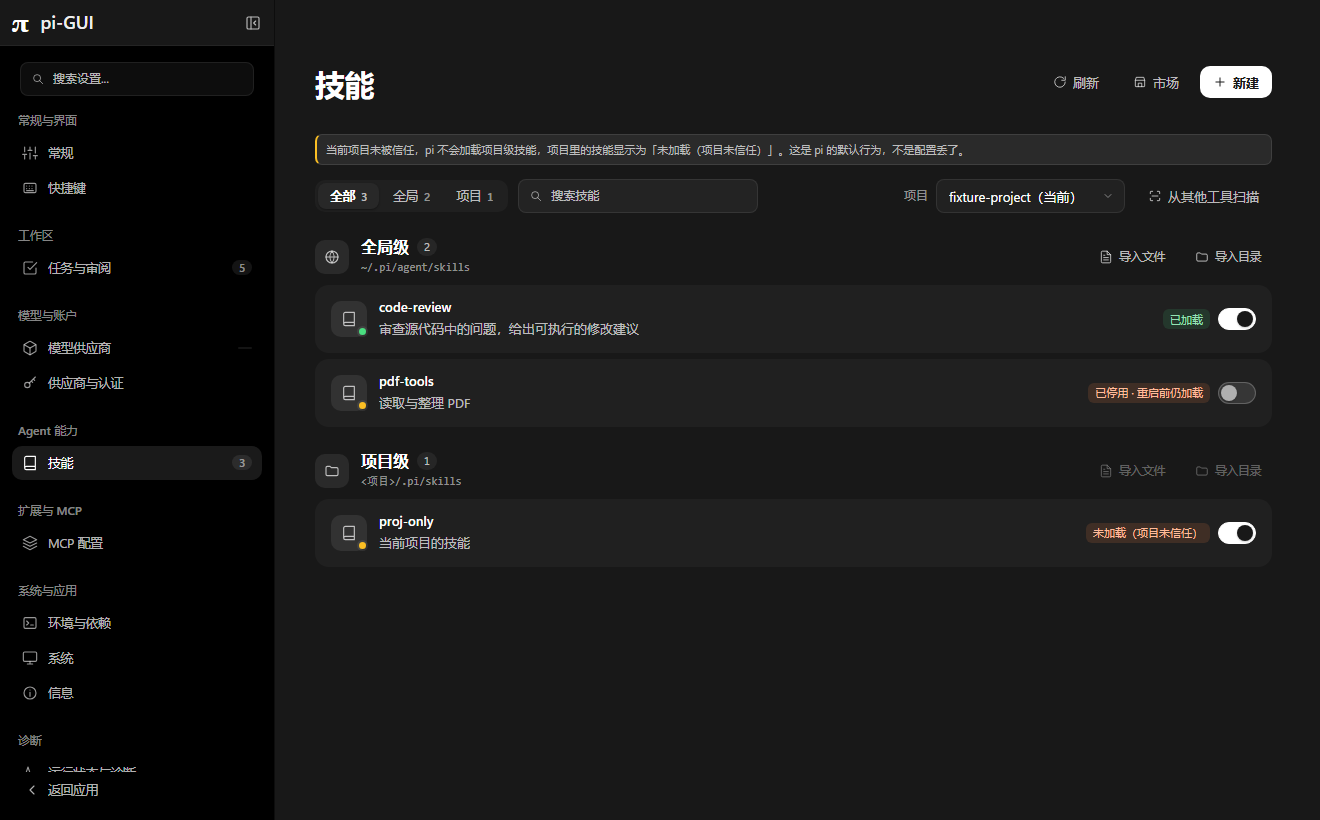 π pi-GUI
搜索设置...
常规与界面
常规
快捷键
工作区
任务与审阅 5
模型与账户
模型供应商 —
供应商与认证
Agent 能力
技能 3
扩展与 MCP
MCP 配置
系统与应用
环境与依赖
系统
信息
诊断
运行状态与诊断
返回应用
技能
刷新
市场
新建
当前项目未被信任，pi 不会加载项目级技能，项目里的技能显示为「未加载（项目未信任）」。这是 pi 的默认行为，不是配置丢了。
全部 3 全局 2 项目 1
搜索技能
项目
fixture-project（当前）
从其他工具扫描
全局级 2
~/.pi/agent/skills
导入文件
导入目录
code-review
审查源代码中的问题，给出可执行的修改建议
已加载
pdf-tools
读取与整理 PDF
已停用 · 重启前仍加载
项目级 1
<项目>/.pi/skills
导入文件
导入目录
proj-only
当前项目的技能
未加载（项目未信任）